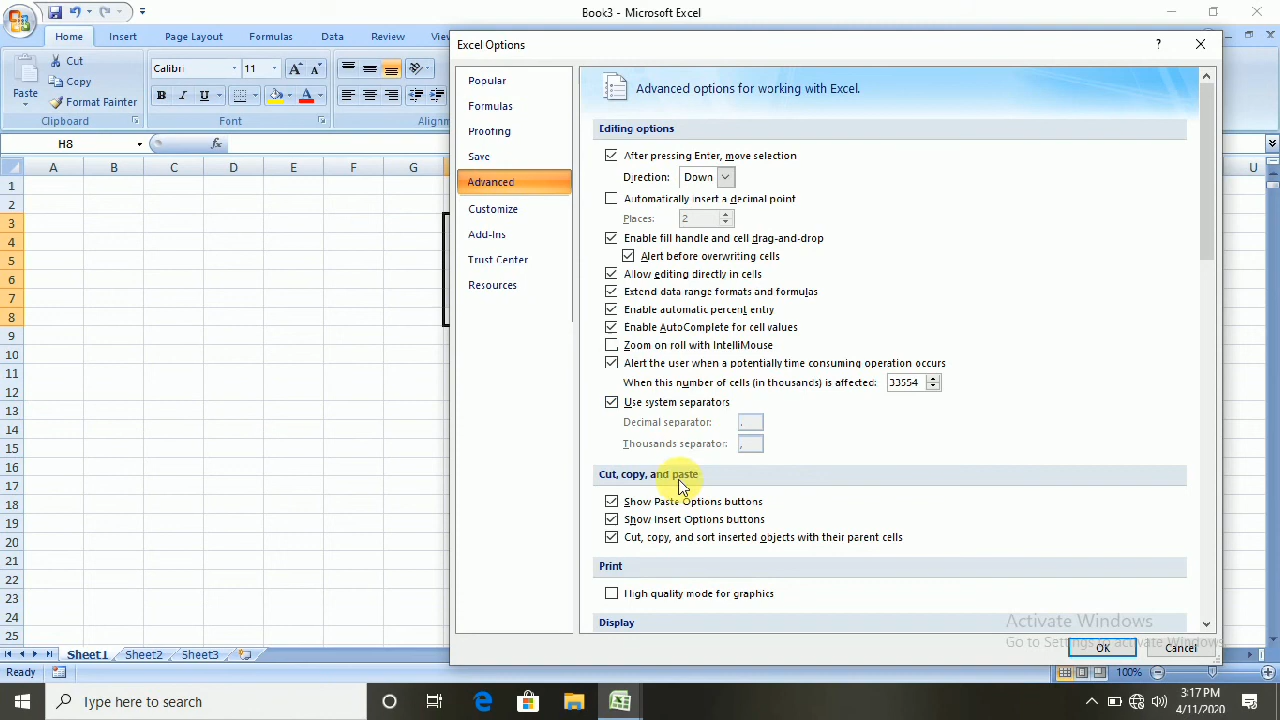 Book3 - Microsoft Excel
Home Insert Page Layout Formulas Data Review
Excel Options
Cut
Copy
Format Painter
Paste
Clipboard
Calibri 11
B I U
Font
H8
fx
A B C D E F G U
1
2
3
4
5
6
7
8
9
10
11
12
13
14
15
16
17
18
19
20
21
22
23
24
25
Popular
Formulas
Proofing
Save
Advanced
Customize
Add-Ins
Trust Center
Resources
Advanced options for working with Excel.
Editing options
After pressing Enter, move selection
Direction: Down
Automatically insert a decimal point
Places: 2
Enable fill handle and cell drag-and-drop
Alert before overwriting cells
Allow editing directly in cells
Extend data range formats and formulas
Enable automatic percent entry
Enable AutoComplete for cell values
Zoom on roll with IntelliMouse
Alert the user when a potentially time consuming operation occurs
When this number of cells (in thousands) is affected: 33554
Use system separators
Decimal separator: .
Thousands separator: ,
Cut, copy, and paste
Show Paste Options buttons
Show Insert Options buttons
Cut, copy, and sort inserted objects with their parent cells
Print
High quality mode for graphics
Display
Activate Windows
Go to Settings to activate Windows.
OK Cancel
Sheet1 Sheet2 Sheet3
Ready
100%
Type here to search
3:17 PM
4/11/2020